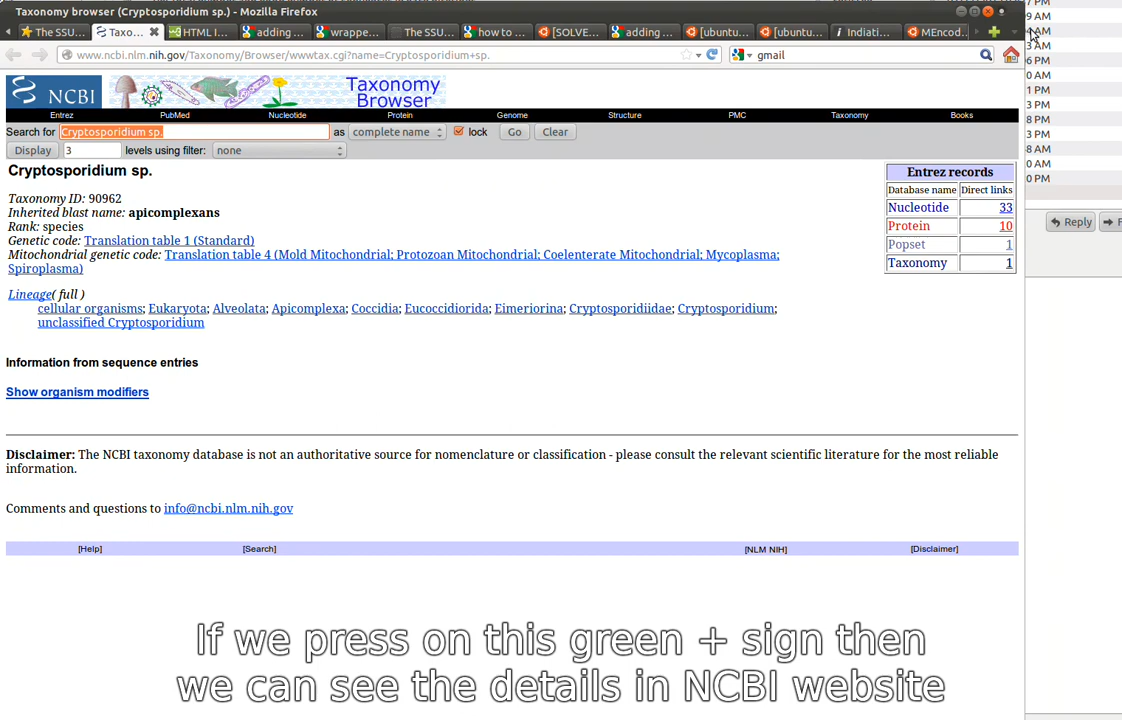 Taxonomy browser (Cryptosporidium sp.) - Mozilla Firefox
The SSU... Taxo... HTML I... adding ... wrappe... The SSU... how to ... [SOLVE... adding ... [ubuntu... [ubuntu... Indiati... MEncod...
www.ncbi.nlm.nih.gov/Taxonomy/Browser/wwwtax.cgi?name=Cryptosporidium+sp. gmail
NCBI Taxonomy Browser
Entrez PubMed Nucleotide Protein Genome Structure PMC Taxonomy Books
Search for Cryptosporidium sp. as complete name lock Go Clear
Display 3 levels using filter: none
Cryptosporidium sp.
Taxonomy ID: 90962
Inherited blast name: apicomplexans
Rank: species
Genetic code: Translation table 1 (Standard)
Mitochondrial genetic code: Translation table 4 (Mold Mitochondrial; Protozoan Mitochondrial; Coelenterate Mitochondrial; Mycoplasma;
Spiroplasma)
Lineage( full )
cellular organisms; Eukaryota; Alveolata; Apicomplexa; Coccidia; Eucoccidiorida; Eimeriorina; Cryptosporidiidae; Cryptosporidium;
unclassified Cryptosporidium
Entrez records
Database name Direct links
Nucleotide 33
Protein 10
Popset 1
Taxonomy 1
Information from sequence entries
Show organism modifiers
Disclaimer: The NCBI taxonomy database is not an authoritative source for nomenclature or classification - please consult the relevant scientific literature for the most reliable
information.
Comments and questions to info@ncbi.nlm.nih.gov
[Help] [Search] [NLM NIH] [Disclaimer]
7 PM
9 AM
AM
3 AM
6 PM
0 AM
1 PM
3 PM
8 PM
3 PM
8 AM
0 AM
0 PM
Reply
If we press on this green + sign then
we can see the details in NCBI website